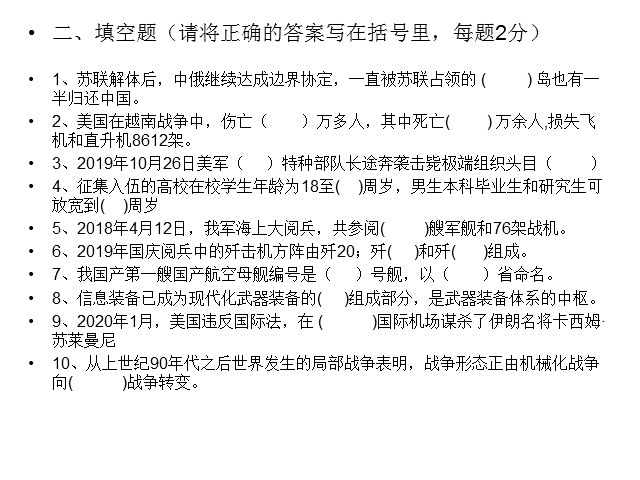 • 二、填空题（请将正确的答案写在括号里，每题2分）
• 1、苏联解体后，中俄继续达成边界协定，一直被苏联占领的 (       ) 岛也有一
半归还中国。
• 2、美国在越南战争中，伤亡（      ）万多人，其中死亡(       ) 万余人,损失飞
机和直升机8612架。
• 3、2019年10月26日美军（    ）特种部队长途奔袭击毙极端组织头目（       ）
• 4、征集入伍的高校在校学生年龄为18至(    )周岁，男生本科毕业生和研究生可
放宽到(    )周岁
• 5、2018年4月12日，我军海上大阅兵，共参阅(       )艘军舰和76架战机。
• 6、2019年国庆阅兵中的歼击机方阵由歼20；歼(    )和歼(     )组成。
• 7、我国产第一艘国产航空母舰编号是（    ）号舰，以（      ）省命名。
• 8、信息装备已成为现代化武器装备的(    )组成部分，是武器装备体系的中枢。
• 9、2020年1月，美国违反国际法，在 (         )国际机场谋杀了伊朗名将卡西姆·
苏莱曼尼
• 10、从上世纪90年代之后世界发生的局部战争表明，战争形态正由机械化战争
向(         )战争转变。